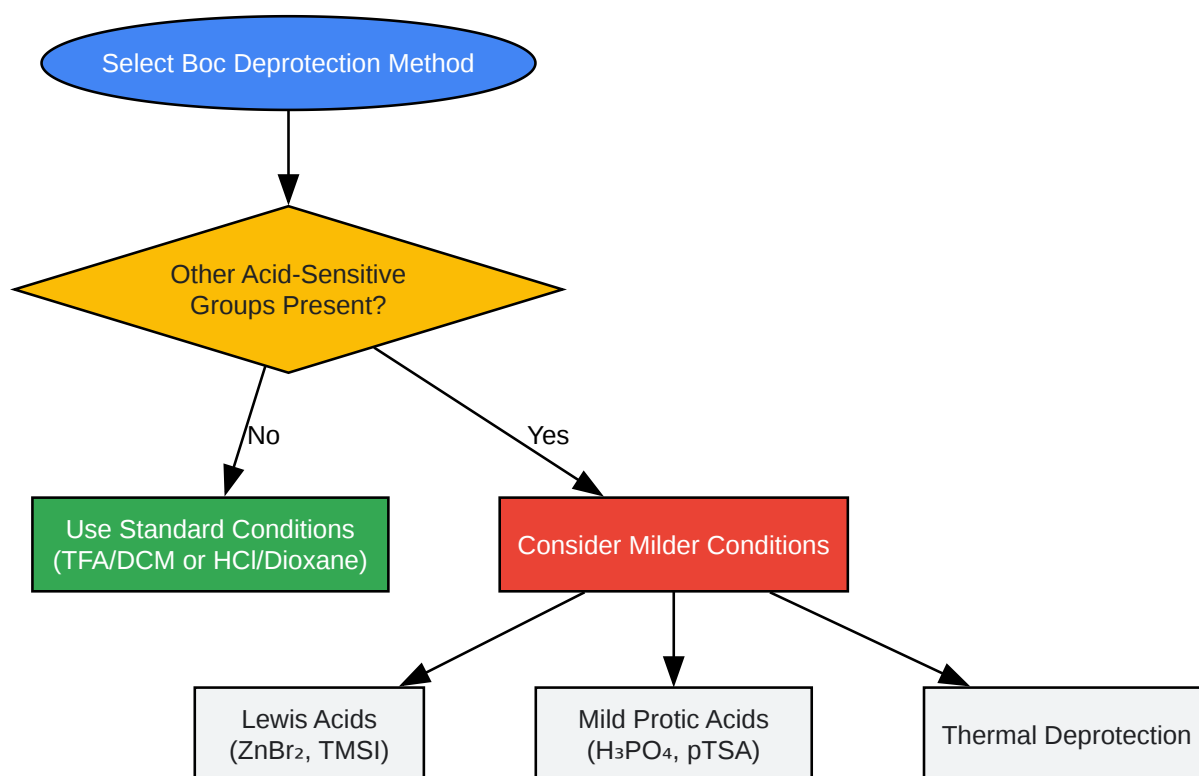 Select Boc Deprotection Method
Other Acid-Sensitive
Groups Present?
No
Yes
Use Standard Conditions
(TFA/DCM or HCl/Dioxane)
Consider Milder Conditions
Lewis Acids
(ZnBr₂, TMSI)
Mild Protic Acids
(H₃PO₄, pTSA)
Thermal Deprotection